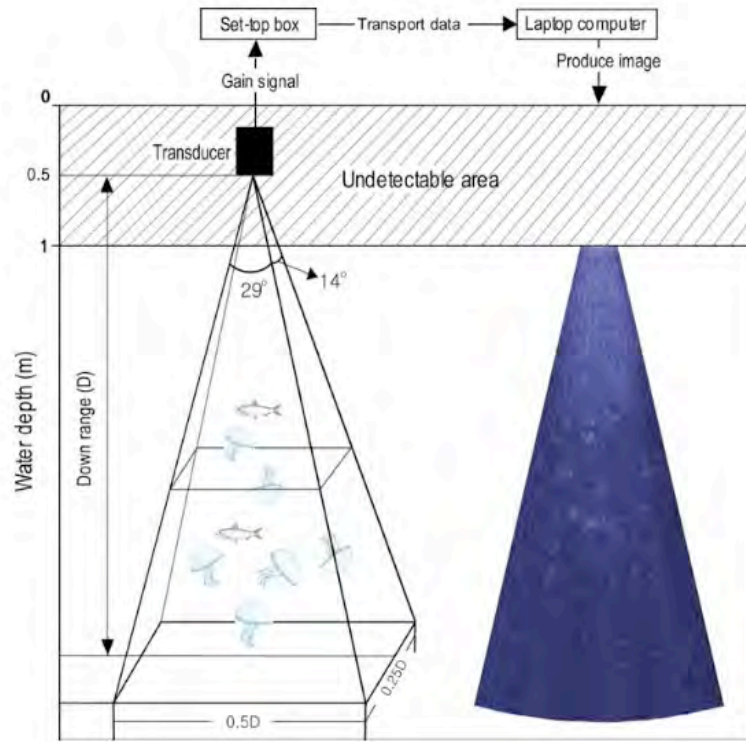 Set-top box
Transport data
Laptop computer
Gain signal
Produce image
0
Transducer
0.5
Undetectable area
1
29°
14°
Water depth (m)
Down range (D)
0.25D
0.5D